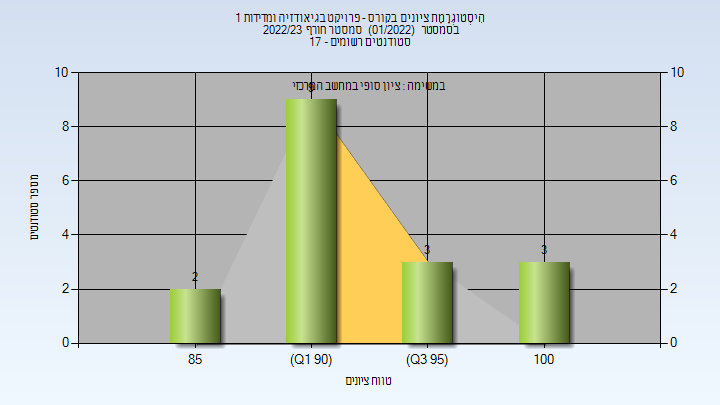 היסטוגרמת ציונים בקורס - פרויקט בגיאודזיה ומדידות 1
בסמסטר (01/2022) סמסטר חורף 2022/23
סטודנטים רשומים - 17
במשימה : ציון סופי במחשב המרכזי
10 10
8 8
6 6
4 4
2 2
0 0
2 9 3 3
מספר סטודנטים
85 (Q1 90) (Q3 95) 100
טווח ציונים